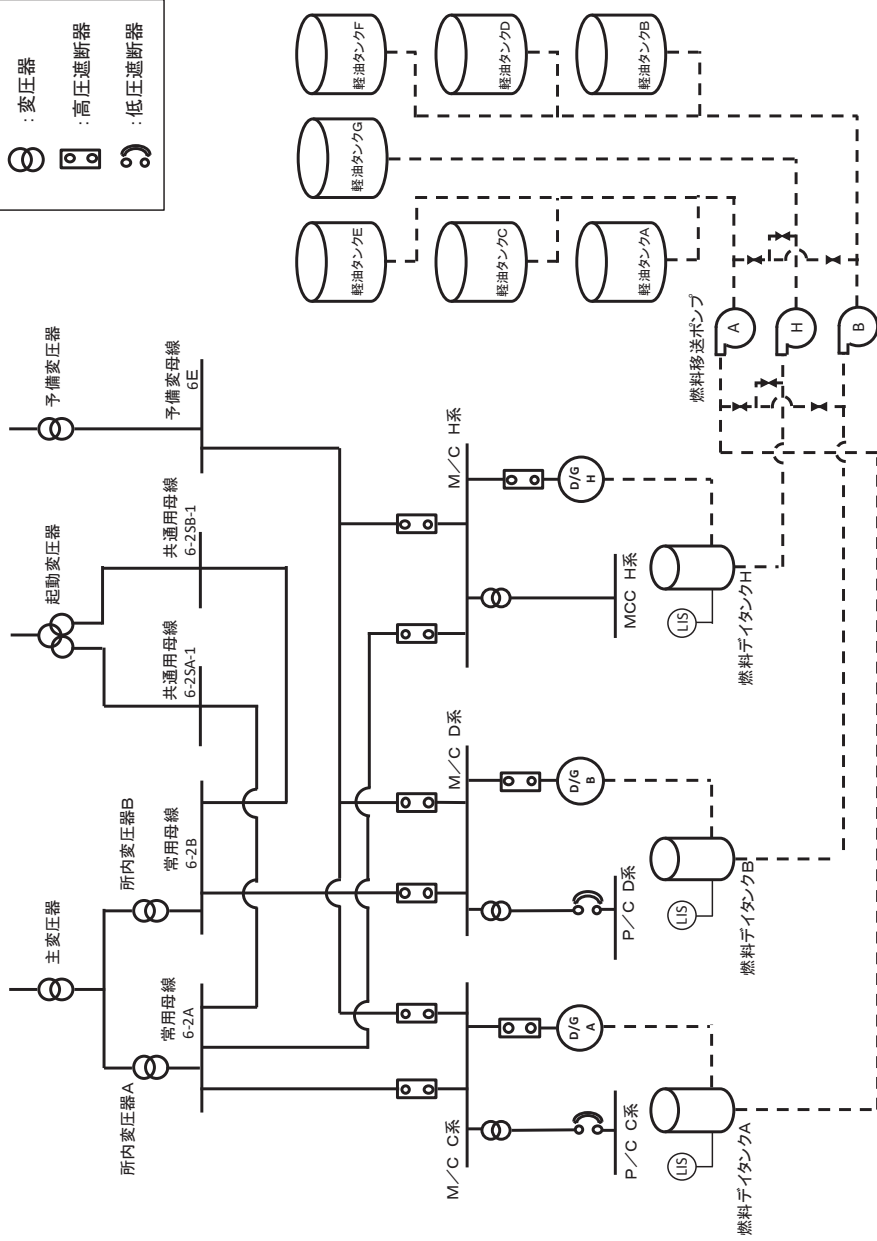 ：変圧器
：高圧遮断器
：低圧遮断器
主変圧器
起動変圧器
予備変圧器
所内変圧器A
所内変圧器B
常用母線
6-2A
常用母線
6-2B
共通用母線
6-2SA-1
共通用母線
6-2SB-1
予備変母線
6E
M／C C系
M／C D系
M／C H系
D/G
A
D/G
B
D/G
H
P／C C系
P／C D系
MCC H系
LIS
LIS
LIS
燃料デイタンクA
燃料デイタンクB
燃料デイタンクH
燃料移送ポンプ
A
H
B
軽油タンクE
軽油タンクC
軽油タンクA
軽油タンクG
軽油タンクF
軽油タンクD
軽油タンクB